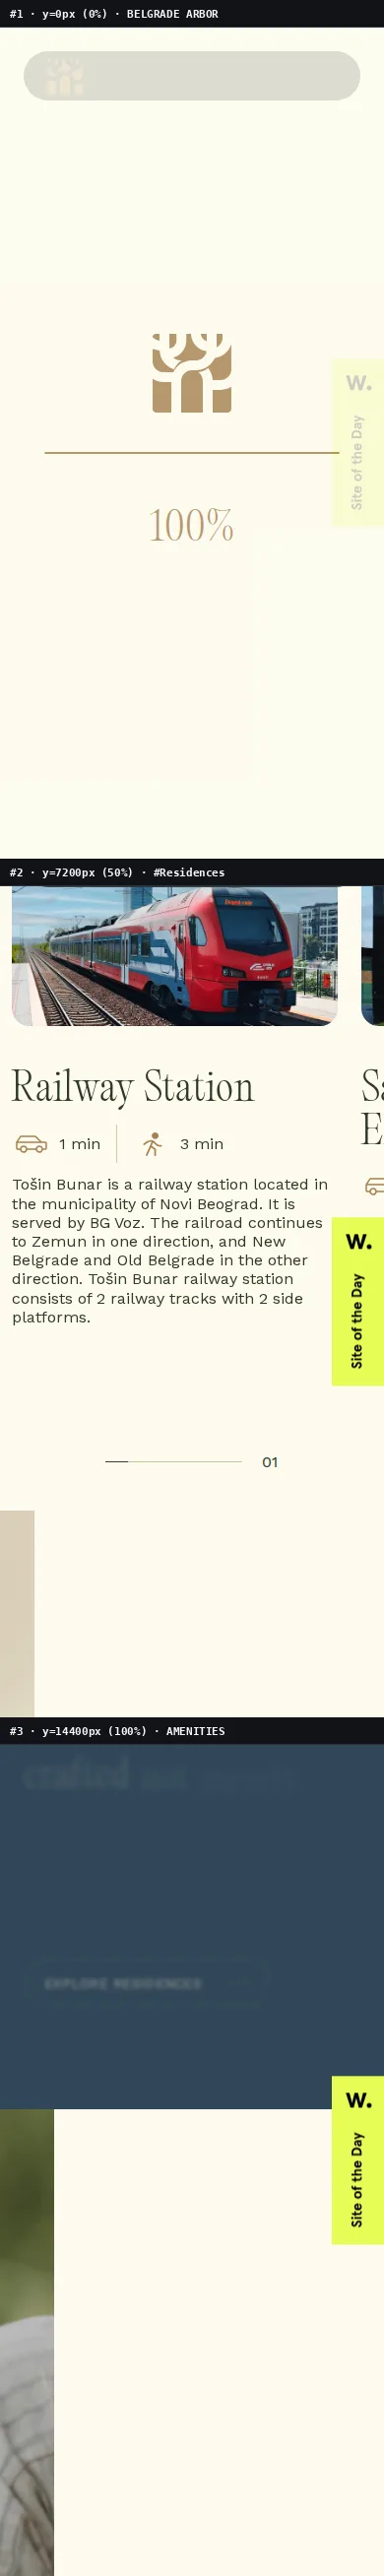 #1 · y=0px (0%) · BELGRADE ARBOR
W.
Site of the Day
100%
#2 · y=7200px (50%) · #Residences
Railway Station
Sa
E
1 min
3 min
Tošin Bunar is a railway station located in
the municipality of Novi Beograd. It is
served by BG Voz. The railroad continues
to Zemun in one direction, and New
Belgrade and Old Belgrade in the other
direction. Tošin Bunar railway station
consists of 2 railway tracks with 2 side
platforms.
W.
Site of the Day
01
#3 · y=14400px (100%) · AMENITIES
crafted
EXPLORE RESIDENCES
W.
Site of the Day